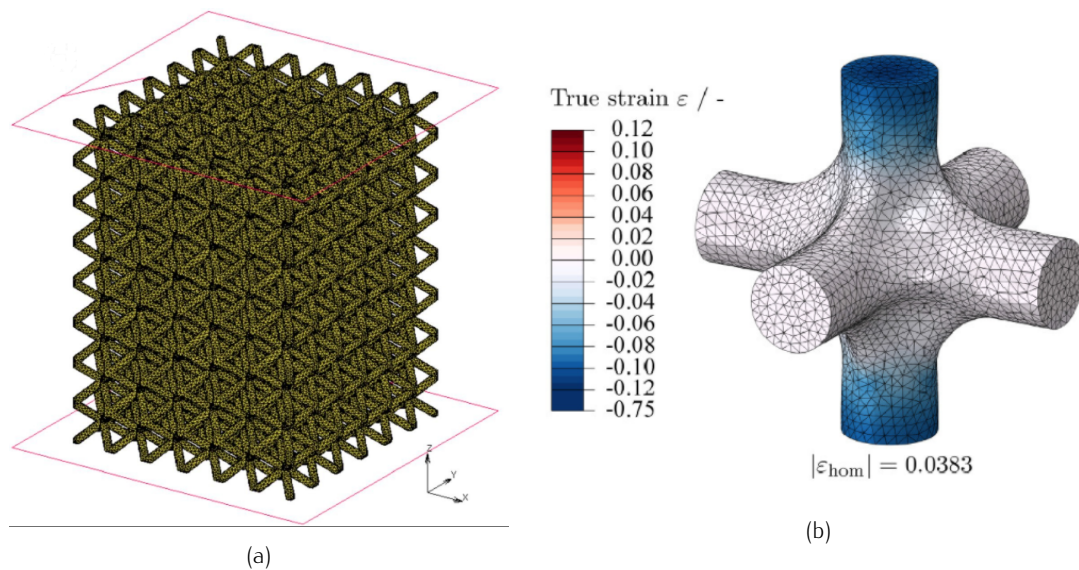 Z
Y
X
(a)
True strain ε / -
0.12
0.10
0.08
0.06
0.04
0.02
0.00
-0.02
-0.04
-0.06
-0.08
-0.10
-0.12
-0.75
|ε_hom| = 0.0383
(b)